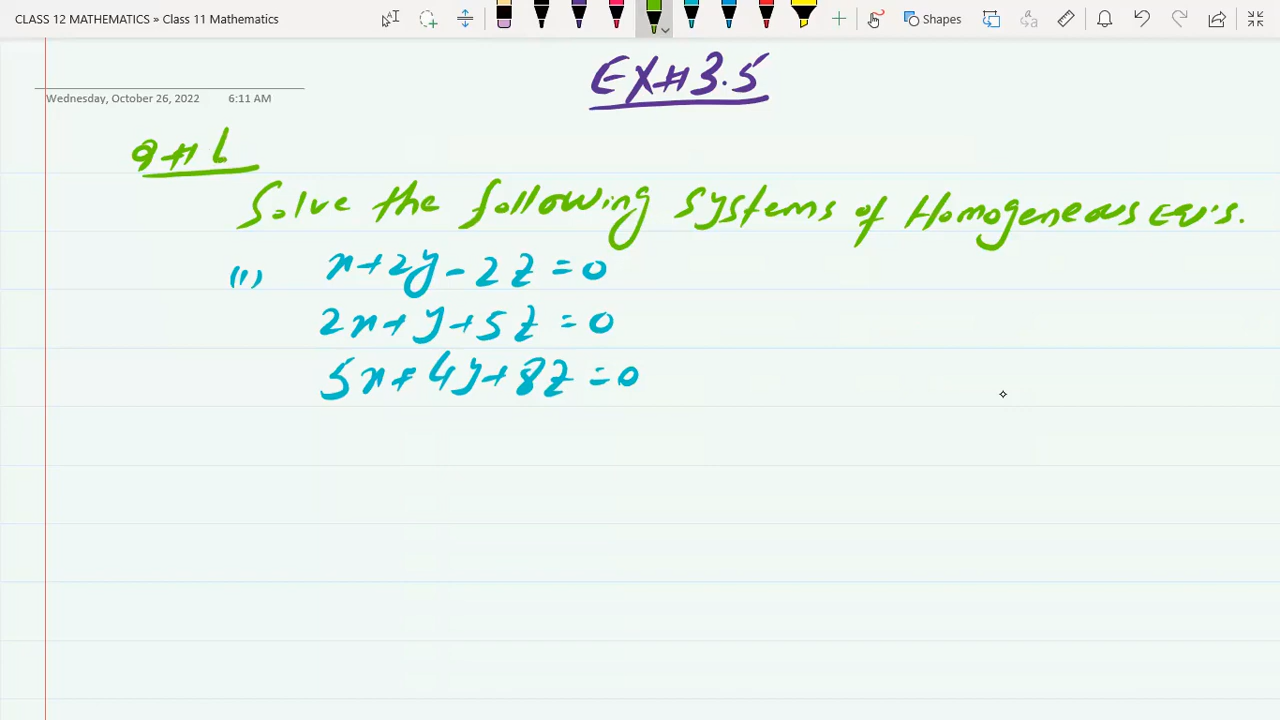 CLASS 12 MATHEMATICS » Class 11 Mathematics
Shapes
EX#3.5
Wednesday, October 26, 2022 6:11 AM
Q#1
Solve the following systems of Homogeneous EQ's.
(i) x+2y-2z=0
2x+y+5z=0
5x+4y+8z=0